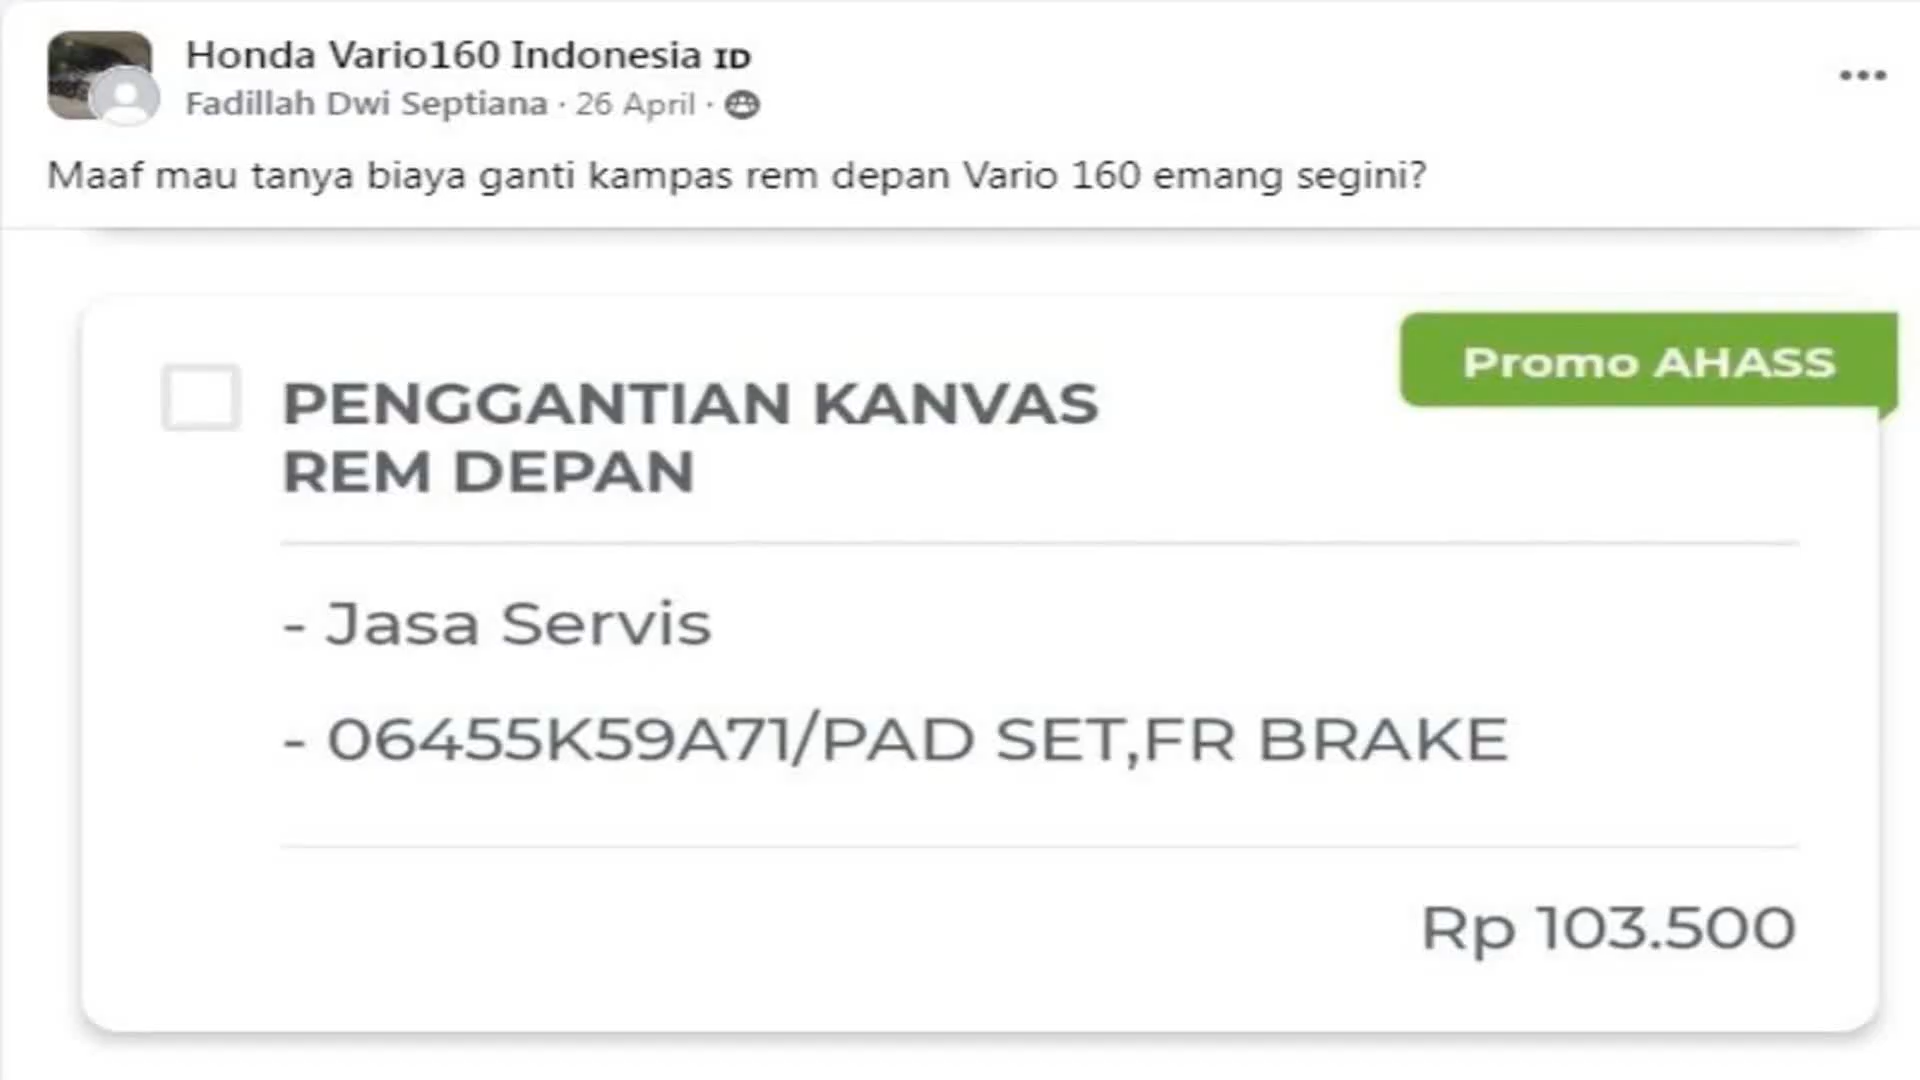 Honda Vario160 Indonesia ID
Fadillah Dwi Septiana · 26 April ·
Maaf mau tanya biaya ganti kampas rem depan Vario 160 emang segini?
Promo AHASS
PENGGANTIAN KANVAS
REM DEPAN
- Jasa Servis
- 06455K59A71/PAD SET,FR BRAKE
Rp 103.500